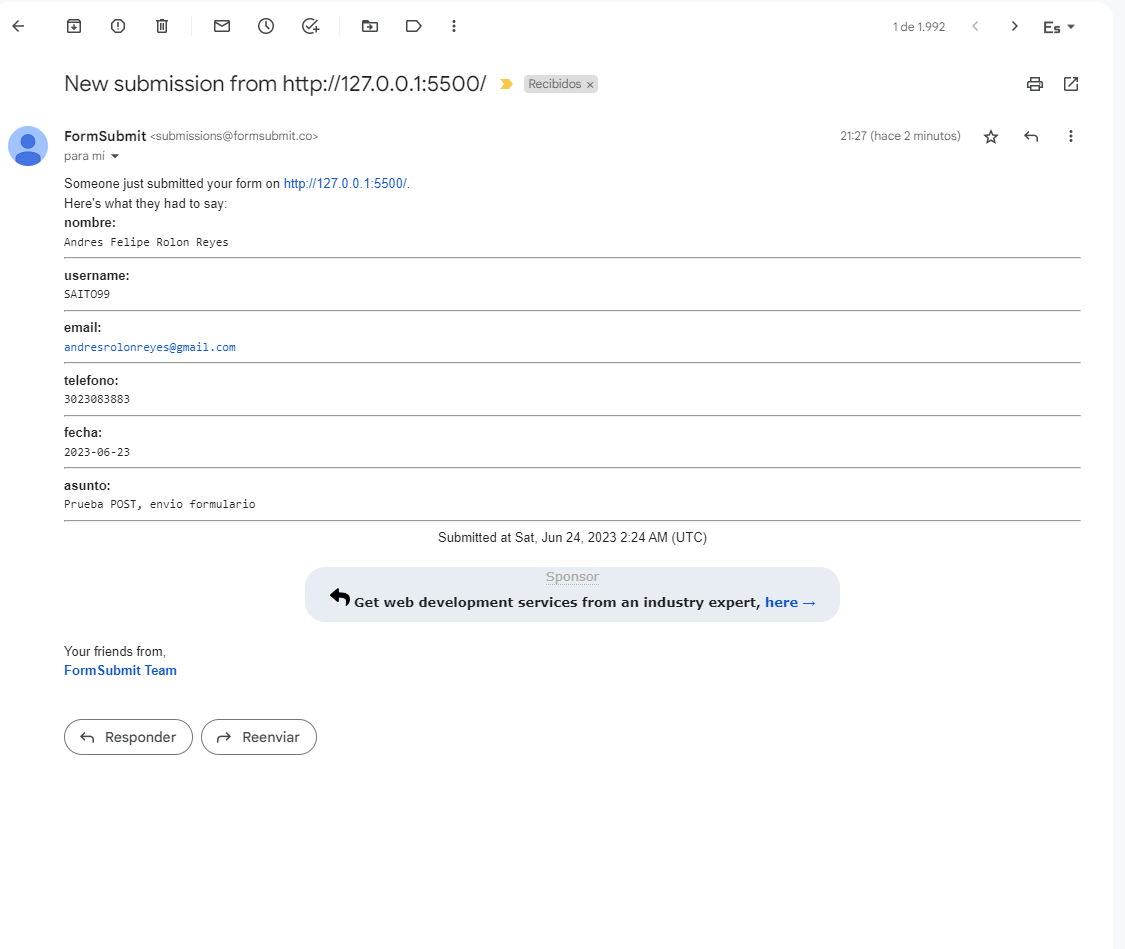 1 de 1.992
Es
New submission from http://127.0.0.1:5500/
Recibidos ×
FormSubmit <submissions@formsubmit.co>
21:27 (hace 2 minutos)
para mí
Someone just submitted your form on http://127.0.0.1:5500/.
Here's what they had to say:
nombre:
Andres Felipe Rolon Reyes
username:
SAITO99
email:
andresrolonreyes@gmail.com
telefono:
3023083883
fecha:
2023-06-23
asunto:
Prueba POST, envio formulario
Submitted at Sat, Jun 24, 2023 2:24 AM (UTC)
Sponsor
Get web development services from an industry expert, here →
Your friends from,
FormSubmit Team
Responder
Reenviar